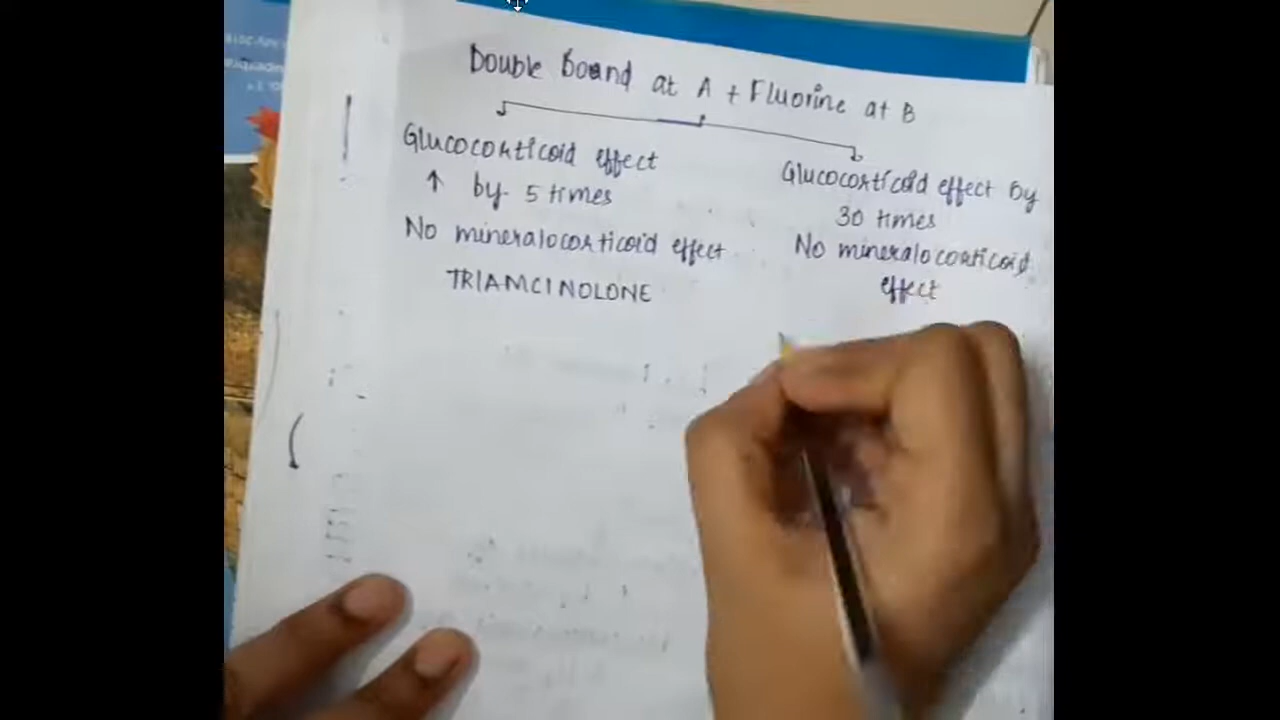 Double bond at A + Fluorine at B
Glucocorticoid effect
↑ by 5 times
No mineralocorticoid effect
TRIAMCINOLONE
Glucocorticoid effect by
30 times
No mineralocorticoid
effect